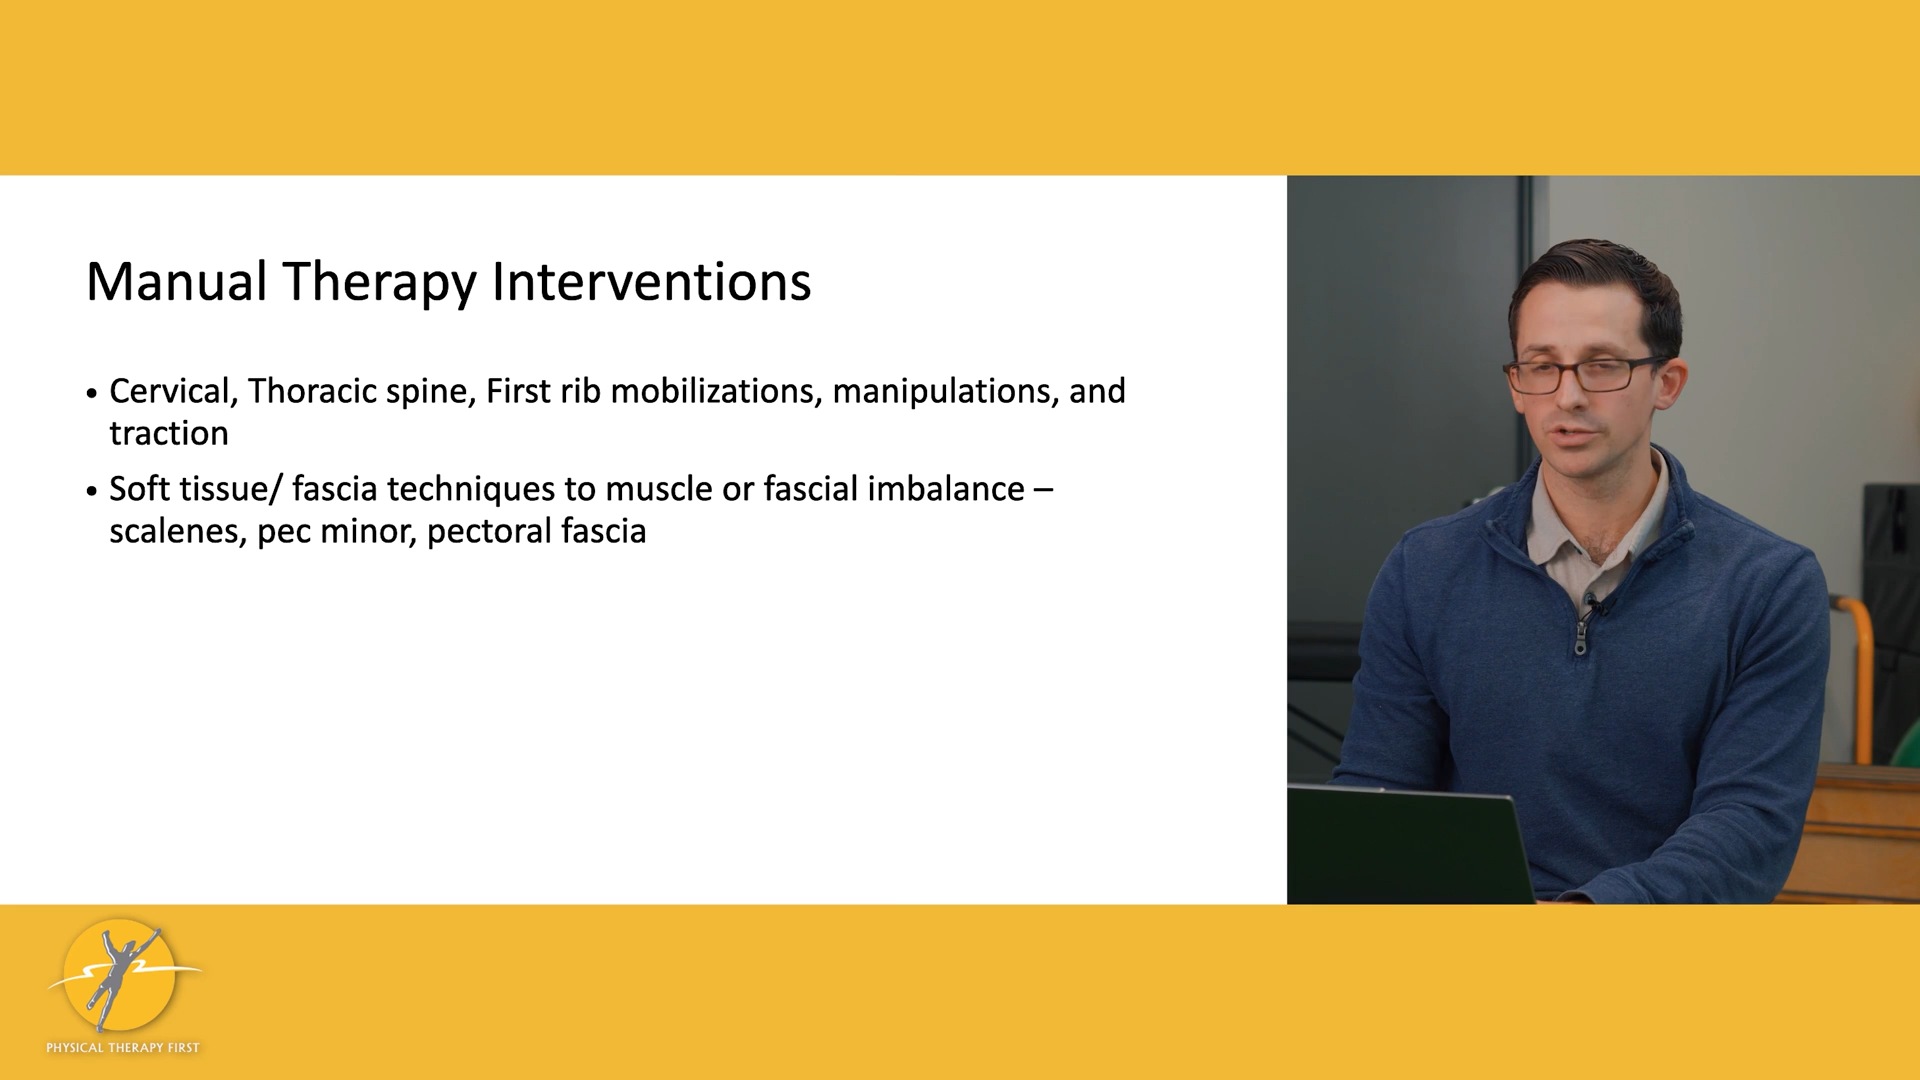 Manual Therapy Interventions
• Cervical, Thoracic spine, First rib mobilizations, manipulations, and
traction
• Soft tissue/ fascia techniques to muscle or fascial imbalance –
scalenes, pec minor, pectoral fascia
PHYSICAL THERAPY FIRST